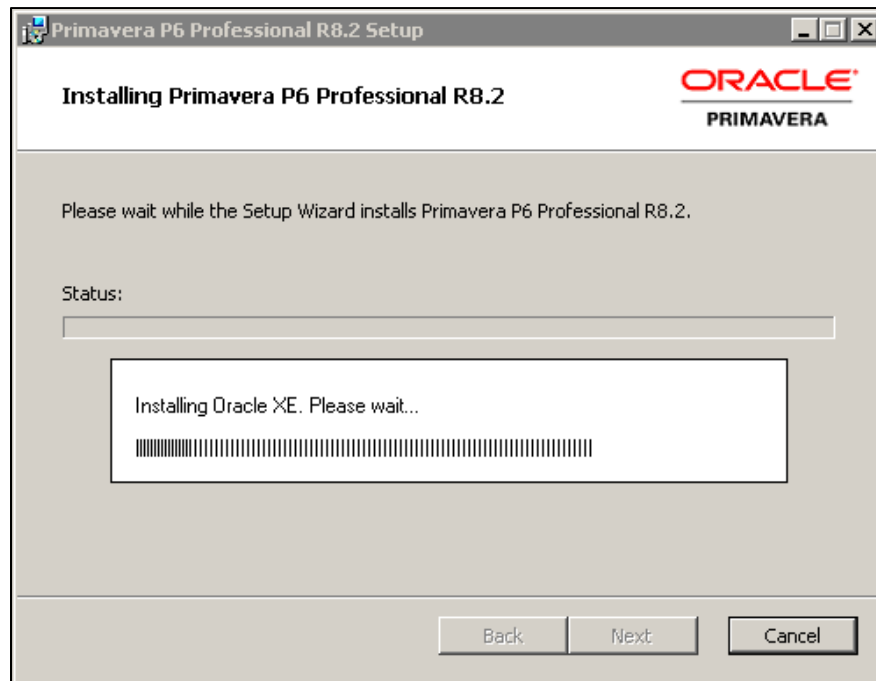 Primavera P6 Professional R8.2 Setup
Installing Primavera P6 Professional R8.2
ORACLE
PRIMAVERA
Please wait while the Setup Wizard installs Primavera P6 Professional R8.2.
Status:
Installing Oracle XE. Please wait...
Back Next Cancel